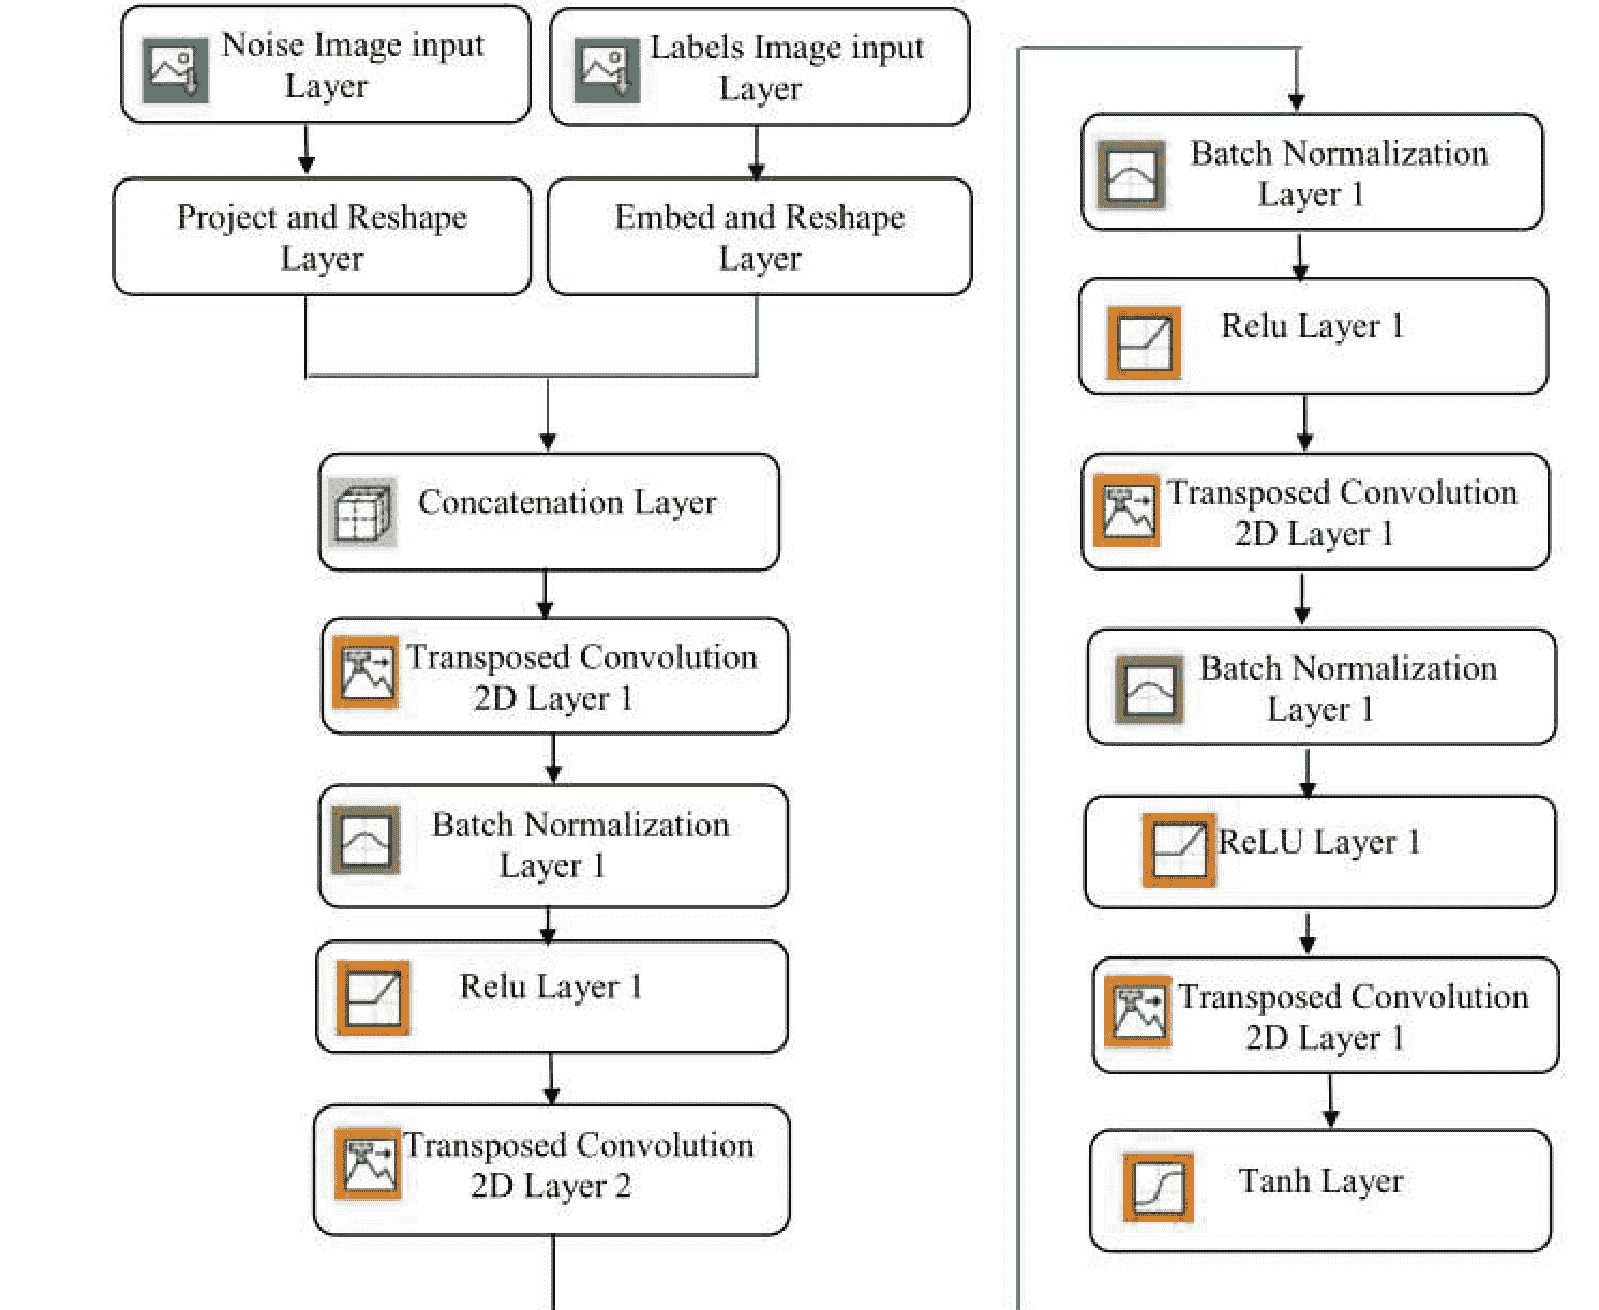 Noise Image input
Layer
Labels Image input
Layer
Project and Reshape
Layer
Embed and Reshape
Layer
Concatenation Layer
Transposed Convolution
2D Layer 1
Batch Normalization
Layer 1
Relu Layer 1
Transposed Convolution
2D Layer 2
Batch Normalization
Layer 1
Relu Layer 1
Transposed Convolution
2D Layer 1
Batch Normalization
Layer 1
ReLU Layer 1
Transposed Convolution
2D Layer 1
Tanh Layer